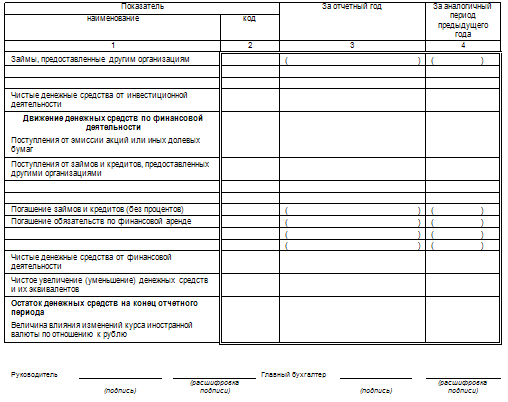 Показатель За отчетный год За аналогичный
наименование код период
предыдущего
года
1 2 3 4
Займы, предоставленные другим организациям ( ) ( )
Чистые денежные средства от инвестиционной
деятельности
Движение денежных средств по финансовой
деятельности
Поступления от эмиссии акций или иных долевых
бумаг
Поступления от займов и кредитов, предоставленных
другими организациями
Погашение займов и кредитов (без процентов) ( ) ( )
Погашение обязательств по финансовой аренде ( ) ( )
( ) ( )
( ) ( )
Чистые денежные средства от финансовой
деятельности
Чистое увеличение (уменьшение) денежных средств
и их эквивалентов
Остаток денежных средств на конец отчетного
периода
Величина влияния изменений курса иностранной
валюты по отношению к рублю
Руководитель Главный бухгалтер
(подпись) (расшифровка (подпись) (расшифровка
подписи) подписи)